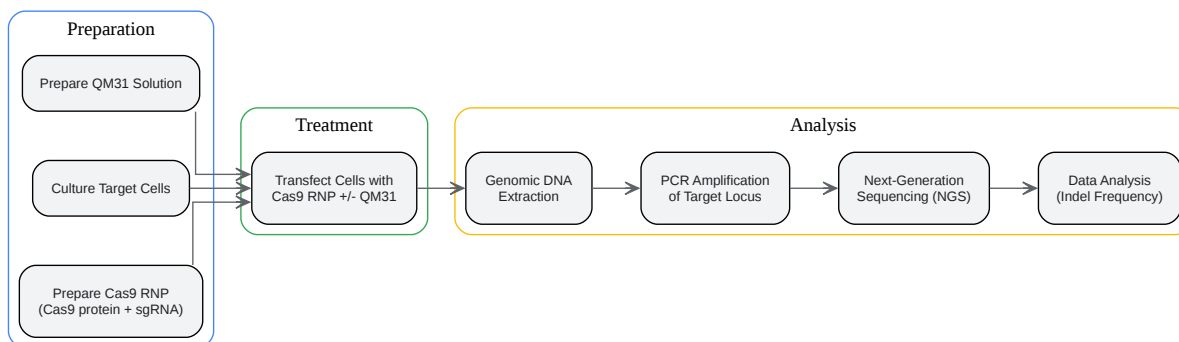 Preparation
Prepare QM31 Solution
Culture Target Cells
Prepare Cas9 RNP
(Cas9 protein + sgRNA)
Treatment
Transfect Cells with
Cas9 RNP +/- QM31
Analysis
Genomic DNA
Extraction
PCR Amplification
of Target Locus
Next-Generation
Sequencing (NGS)
Data Analysis
(Indel Frequency)